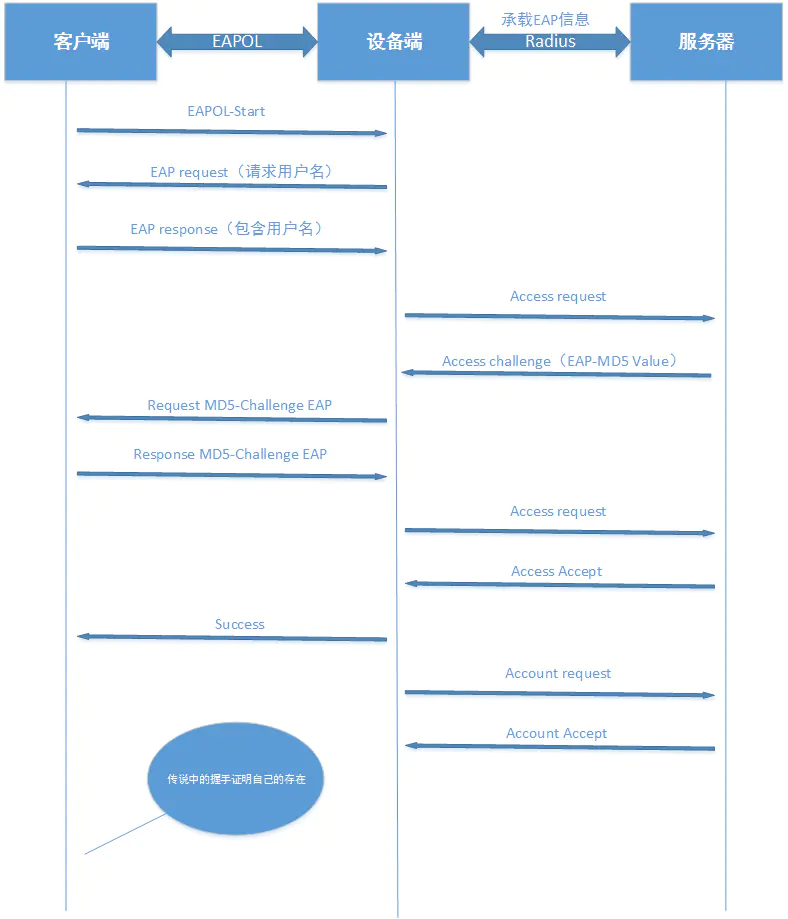 客户端
EAPOL
设备端
承载EAP信息
Radius
服务器
EAPOL-Start
EAP request（请求用户名）
EAP response（包含用户名）
Access request
Access challenge（EAP-MD5 Value）
Request MD5-Challenge EAP
Response MD5-Challenge EAP
Access request
Access Accept
Success
Account request
Account Accept
传说中的握手证明自己的存在